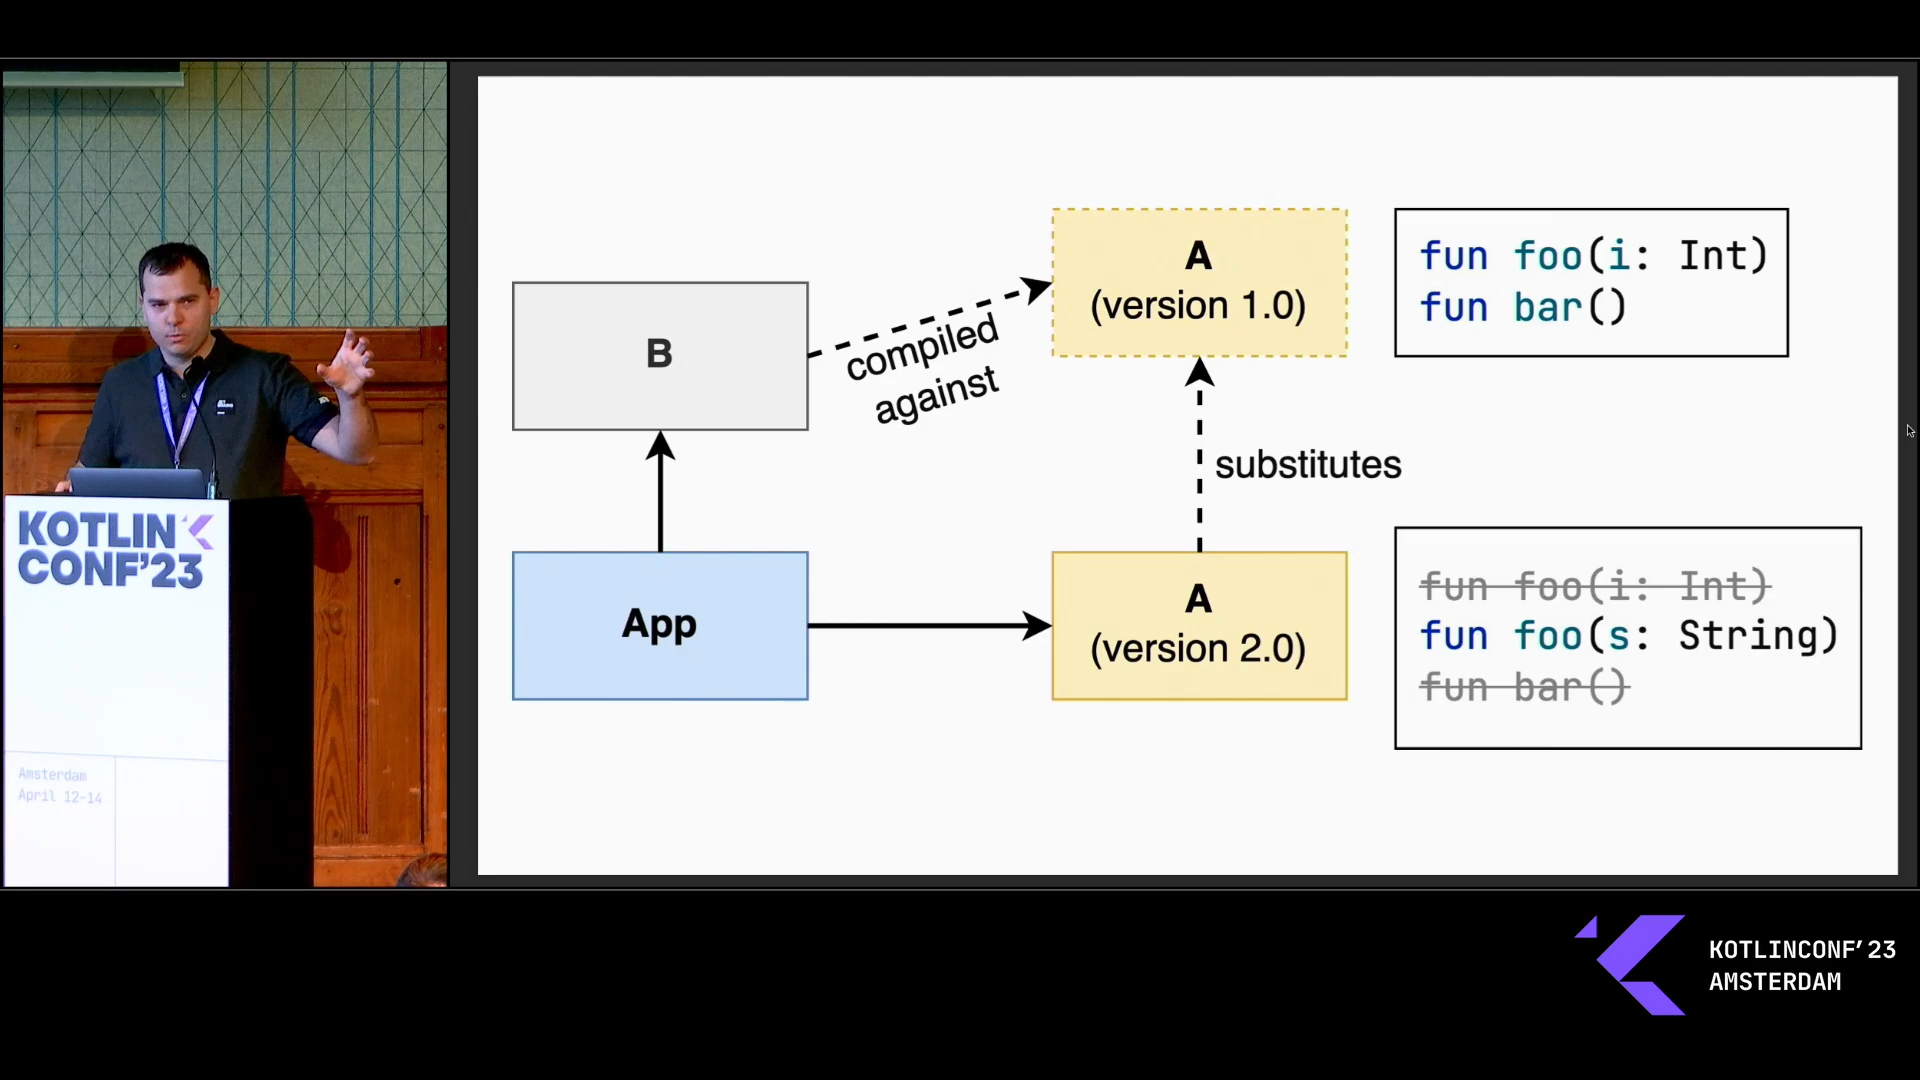 KOTLIN
CONF'23
Amsterdam
April 12-14
B
compiled
against
A
(version 1.0)
fun foo(i: Int)
fun bar()
substitutes
App
A
(version 2.0)
fun foo(i: Int)
fun foo(s: String)
fun bar()
KOTLINCONF'23
AMSTERDAM